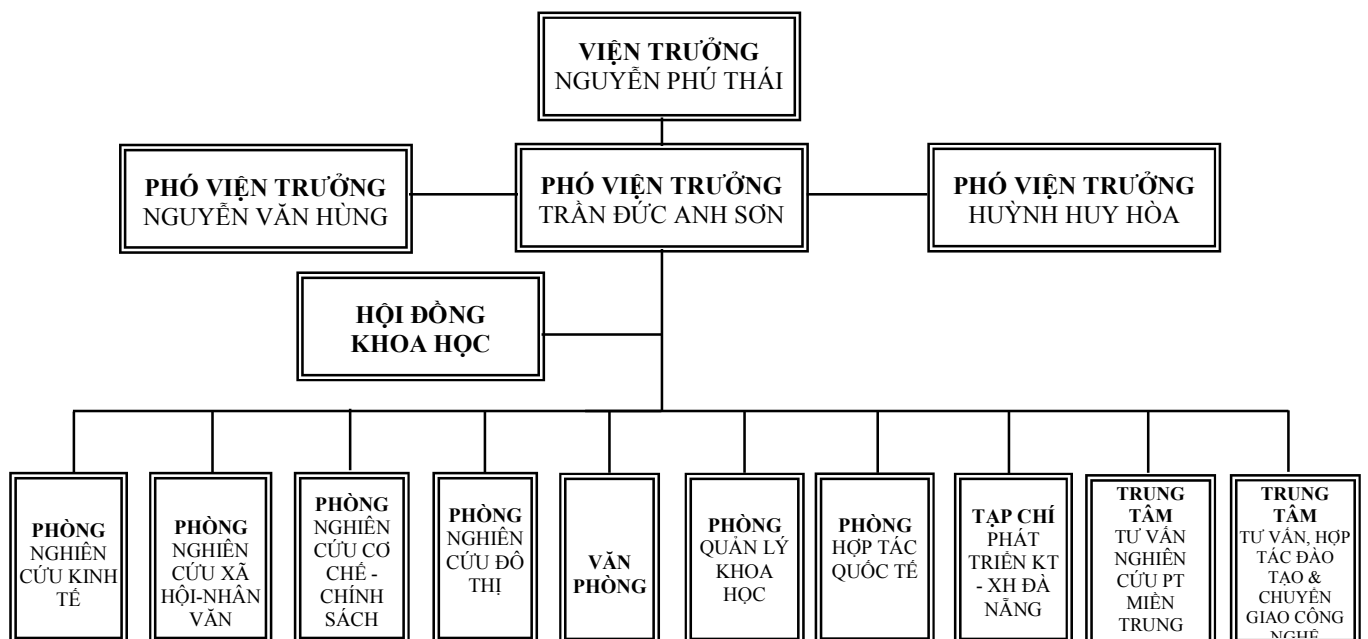 VIỆN TRƯỞNG
NGUYỄN PHÚ THÁI
PHÓ VIỆN TRƯỞNG
NGUYỄN VĂN HÙNG
PHÓ VIỆN TRƯỞNG
TRẦN ĐỨC ANH SƠN
PHÓ VIỆN TRƯỞNG
HUỲNH HUY HÒA
HỘI ĐỒNG
KHOA HỌC
PHÒNG
NGHIÊN
CỨU KINH
TẾ
PHÒNG
NGHIÊN
CỨU XÃ
HỘI-NHÂN
VĂN
PHÒNG
NGHIÊN
CỨU CƠ
CHẾ -
CHÍNH
SÁCH
PHÒNG
NGHIÊN
CỨU ĐÔ
THỊ
VĂN
PHÒNG
PHÒNG
QUẢN LÝ
KHOA
HỌC
PHÒNG
HỢP TÁC
QUỐC TẾ
TẠP CHÍ
PHÁT
TRIỂN KT
- XH ĐÀ
NẴNG
TRUNG
TÂM
TƯ VẤN
NGHIÊN
CỨU PT
MIỀN
TRUNG
TRUNG
TÂM
TƯ VẤN, HỢP
TÁC ĐÀO
TẠO &
CHUYỂN
GIAO CÔNG
NGHỆ